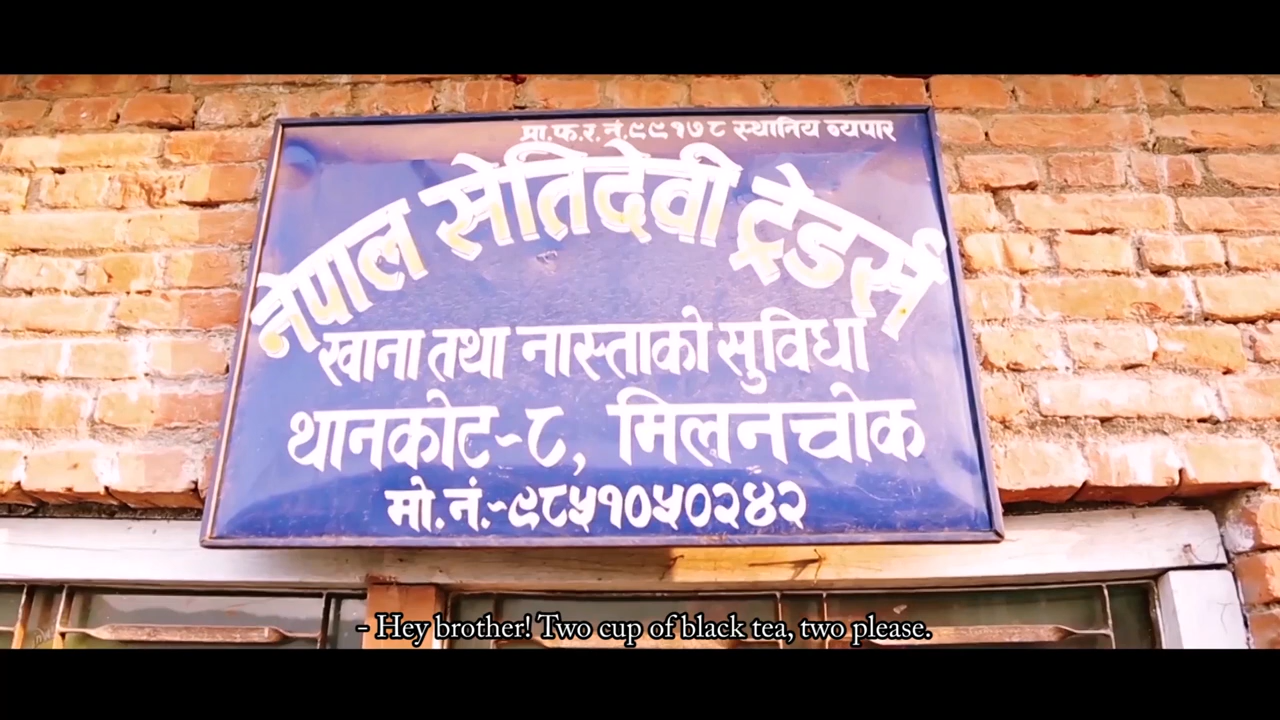 प्रा.फ.र.नं.९९१७८ स्थानिय व्यपार
नेपाल सेतिदेवी ट्रेडर्स
खाना तथा नास्ताको सुविधा
थानकोट-८, मिलनचोक
मो.नं.-९८५१०५०२४२
- Hey brother! Two cup of black tea, two please.